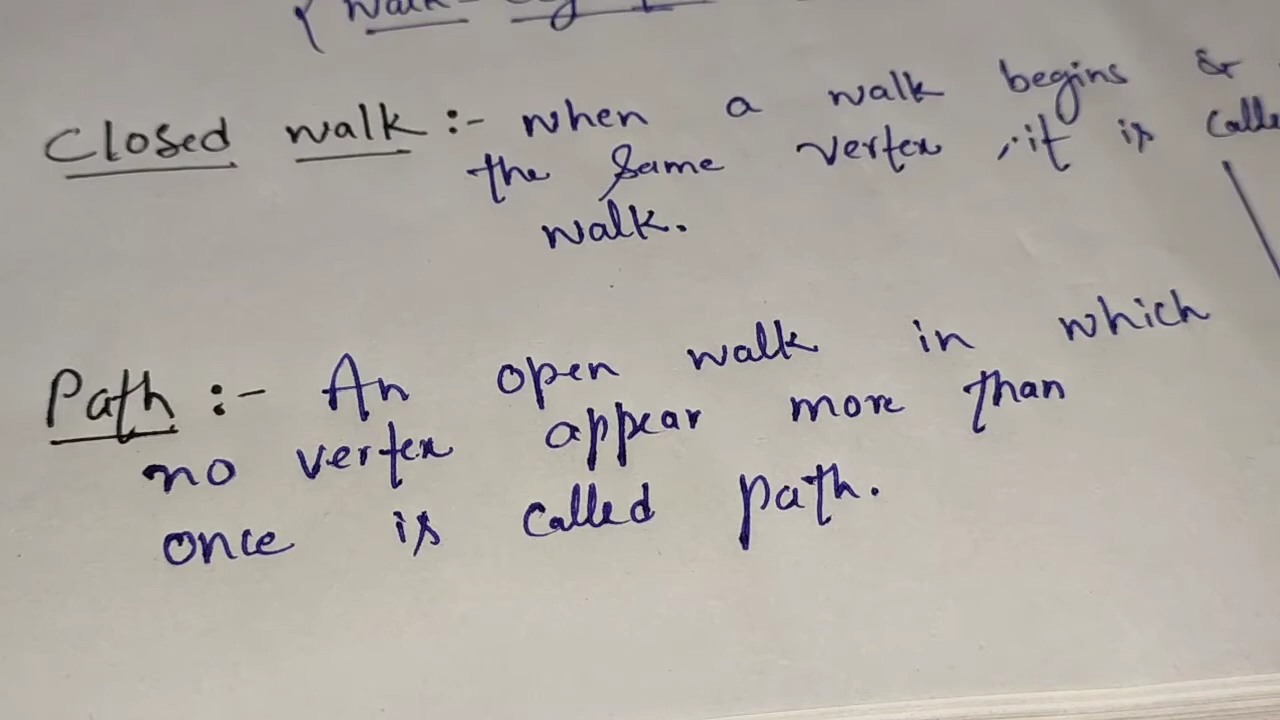 Closed walk :- when a walk begins &
the same vertex, it is calle
walk.
Path :- An open walk in which
no vertex appear more than
once is called path.